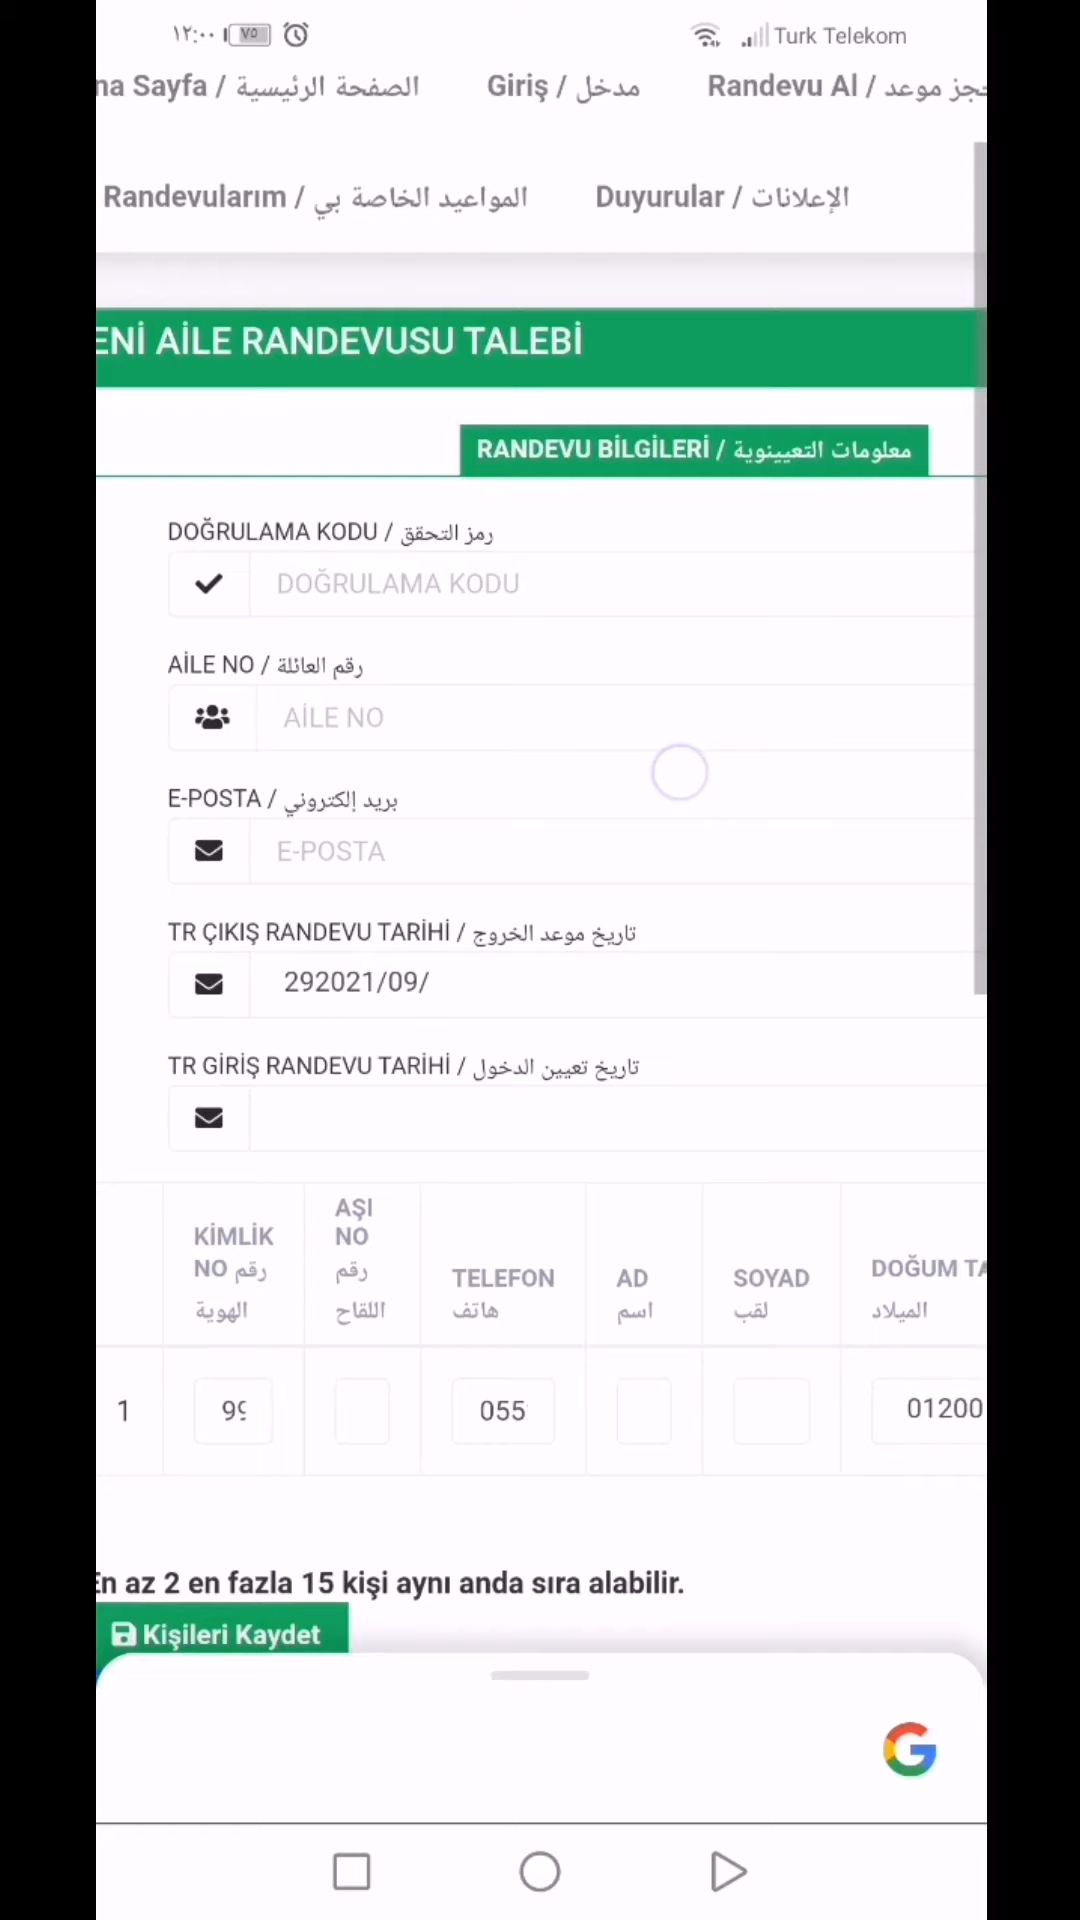 ١٢:٠٠ ٧٥ Turk Telekom
na Sayfa / الصفحة الرئيسية Giriş / مدخل Randevu Al / حجز موعد
Randevularım / المواعيد الخاصة بي Duyurular / الإعلانات
ENİ AİLE RANDEVUSU TALEBİ
RANDEVU BİLGİLERİ / معلومات التعيينوية
DOĞRULAMA KODU / رمز التحقق
DOĞRULAMA KODU
AİLE NO / رقم العائلة
AİLE NO
E-POSTA / بريد إلكتروني
E-POSTA
TR ÇIKIŞ RANDEVU TARİHİ / تاريخ موعد الخروج
292021/09/
TR GİRİŞ RANDEVU TARİHİ / تاريخ تعيين الدخول
KİMLİK NO رقم الهوية
AŞI NO رقم اللقاح
TELEFON هاتف
AD اسم
SOYAD لقب
DOĞUM TA الميلاد
1 99 055 01200
En az 2 en fazla 15 kişi aynı anda sıra alabilir.
Kişileri Kaydet